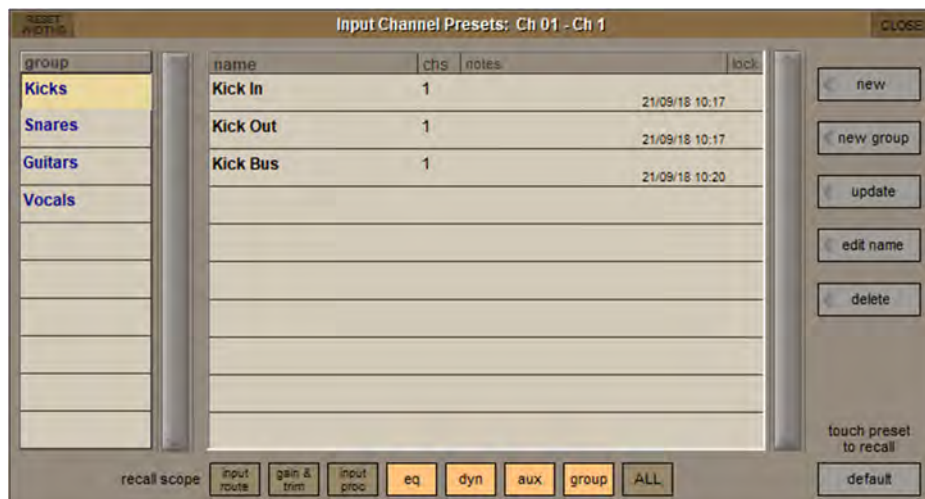 RESET WIDTHS
Input Channel Presets: Ch 01 - Ch 1
CLOSE
group
Kicks
Snares
Guitars
Vocals
name chs notes lock
Kick In 1 21/09/18 10:17
Kick Out 1 21/09/18 10:17
Kick Bus 1 21/09/18 10:20
new
new group
update
edit name
delete
touch preset
to recall
default
recall scope
input route
gain & trim
input proc
eq
dyn
aux
group
ALL